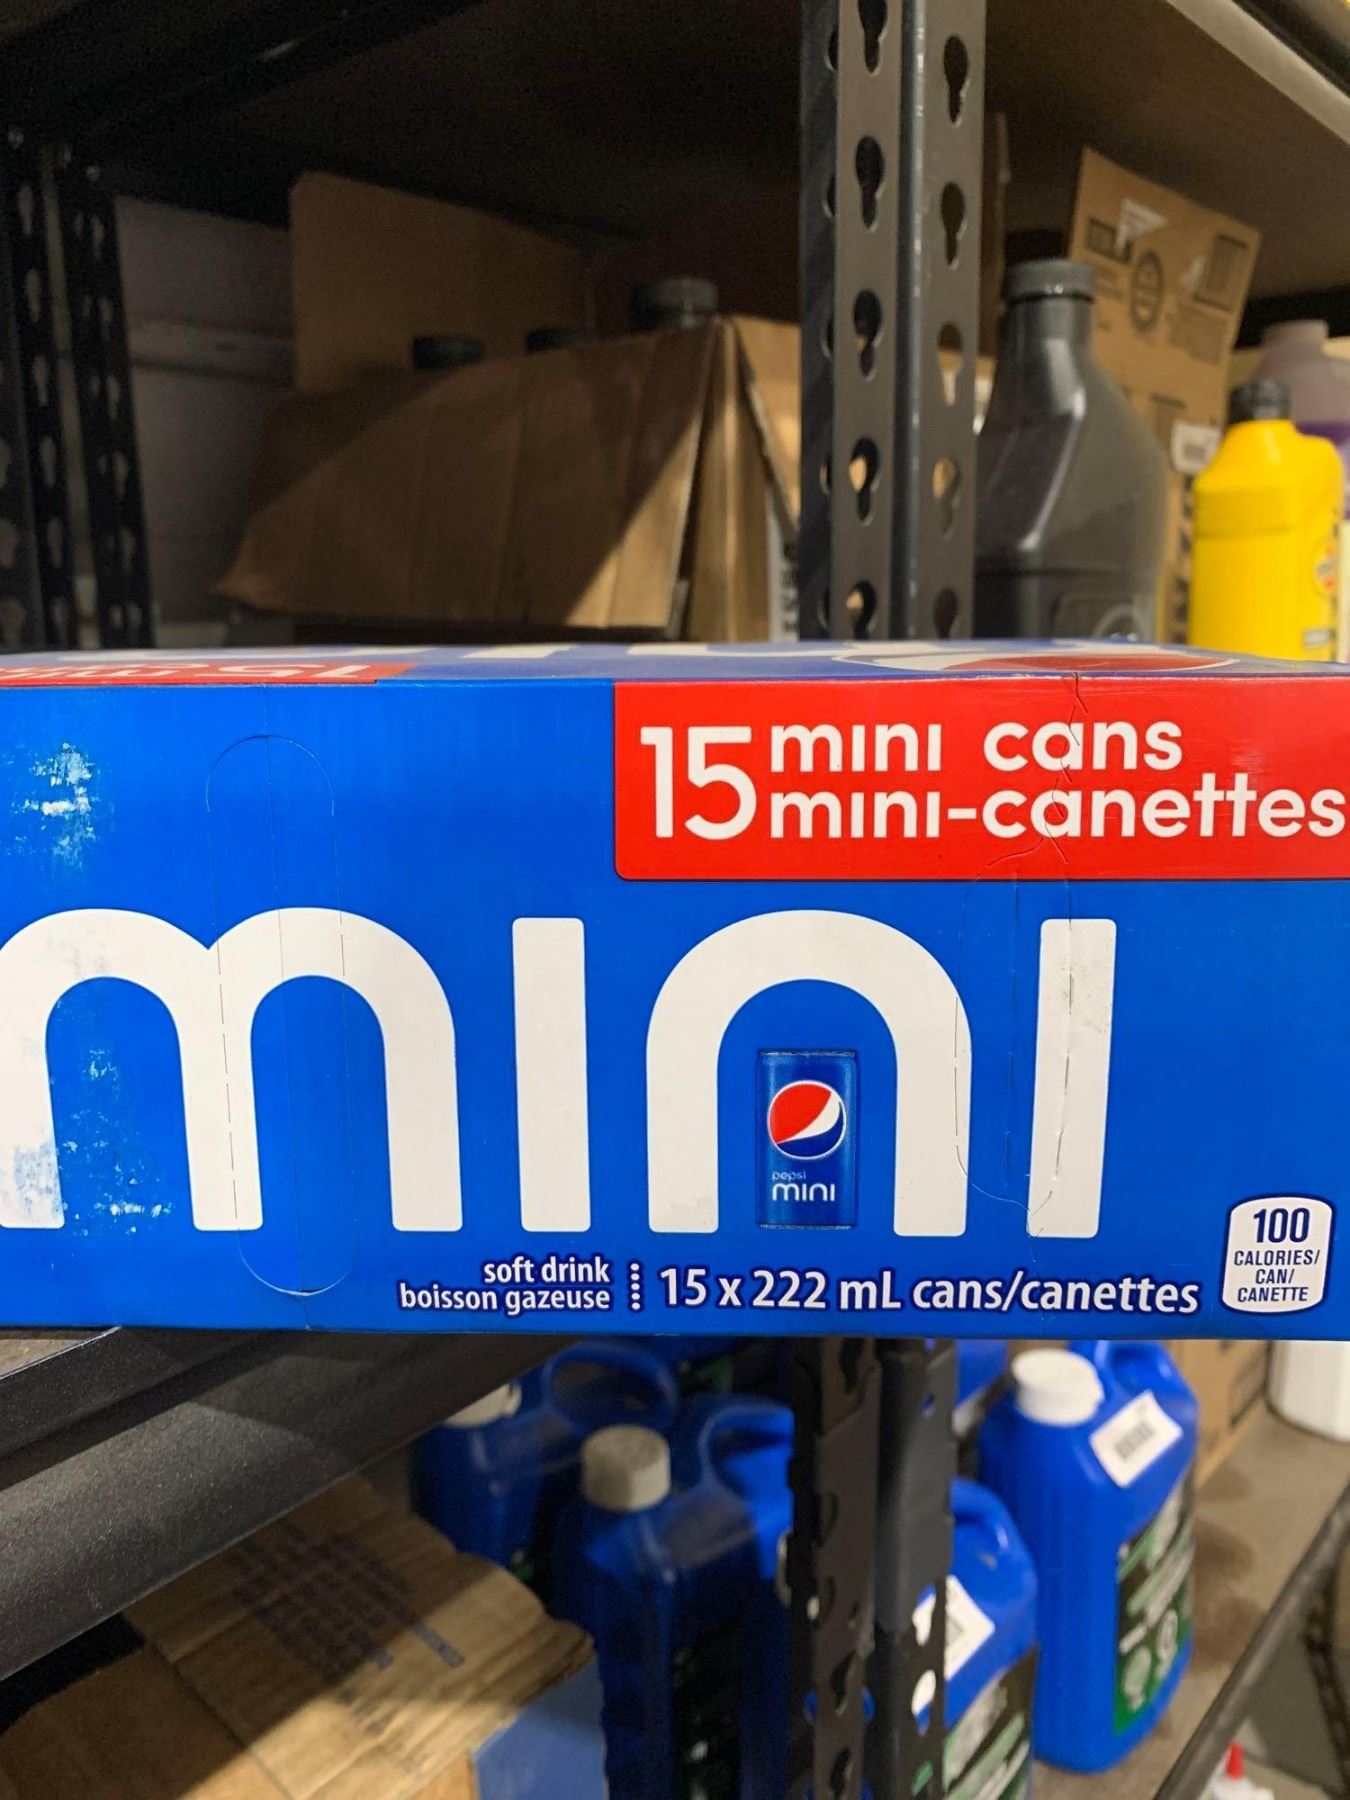 15 mini cans
mini-canettes
mini
pepsi
mini
soft drink
boisson gazeuse
15 x 222 mL cans/canettes
100
CALORIES/
CAN/
CANETTE